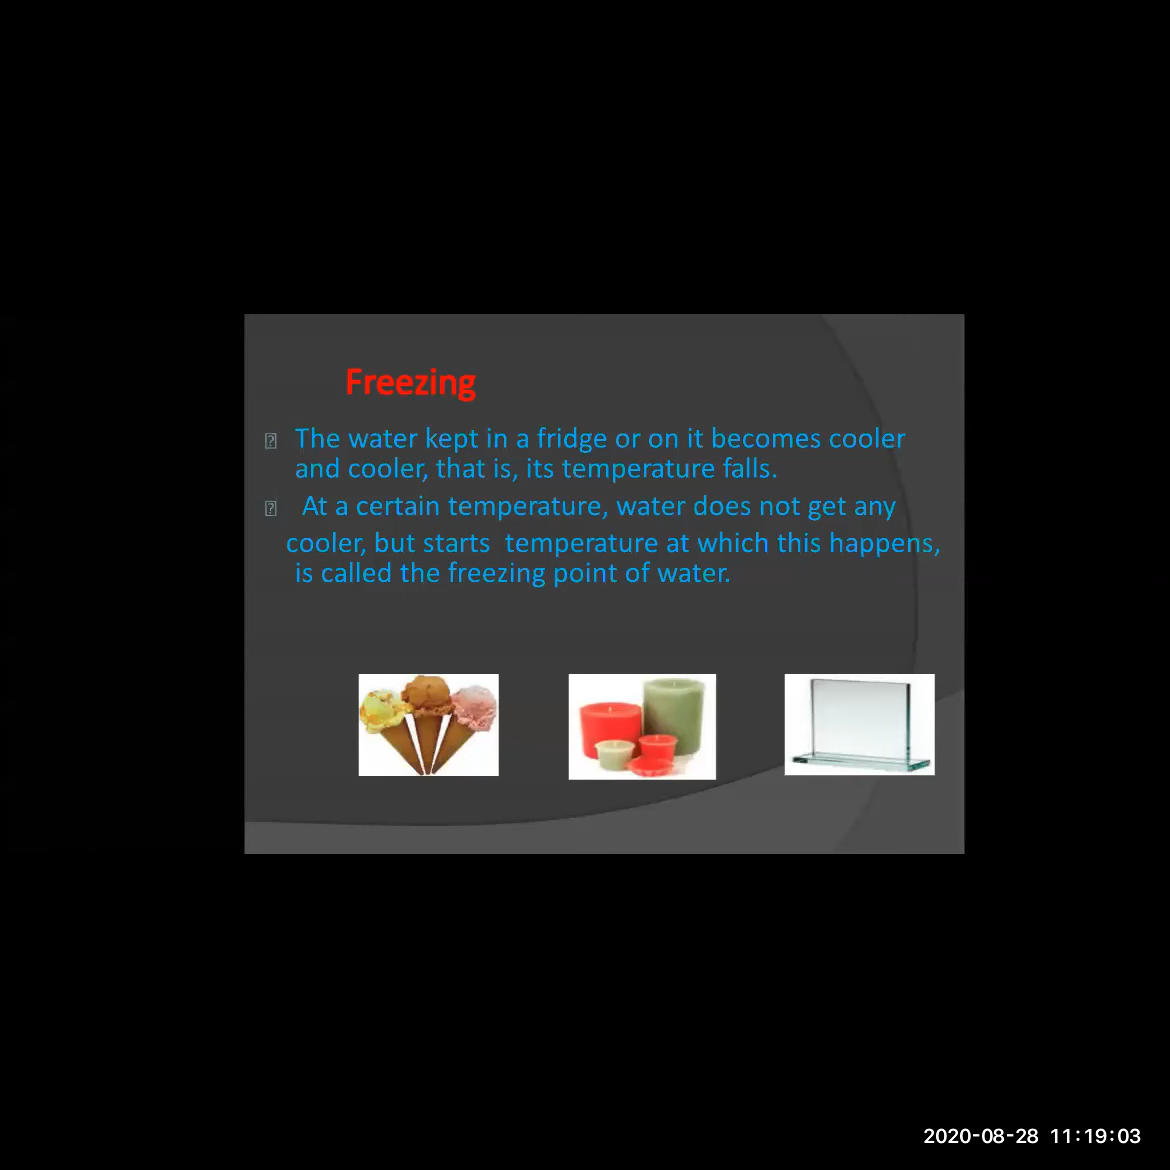 Freezing
The water kept in a fridge or on it becomes cooler
and cooler, that is, its temperature falls.
At a certain temperature, water does not get any
cooler, but starts  temperature at which this happens,
is called the freezing point of water.
2020-08-28 11:19:03